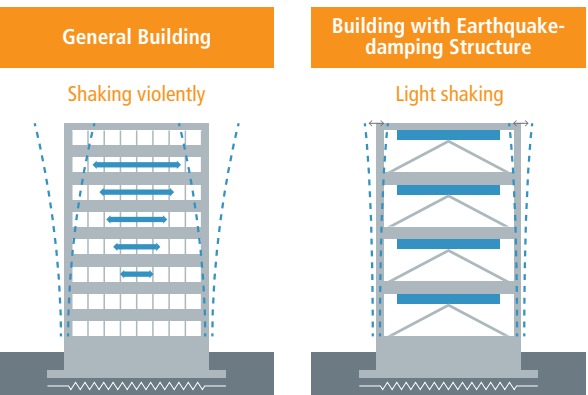 General Building
Shaking violently
Building with Earthquake-
damping Structure
Light shaking